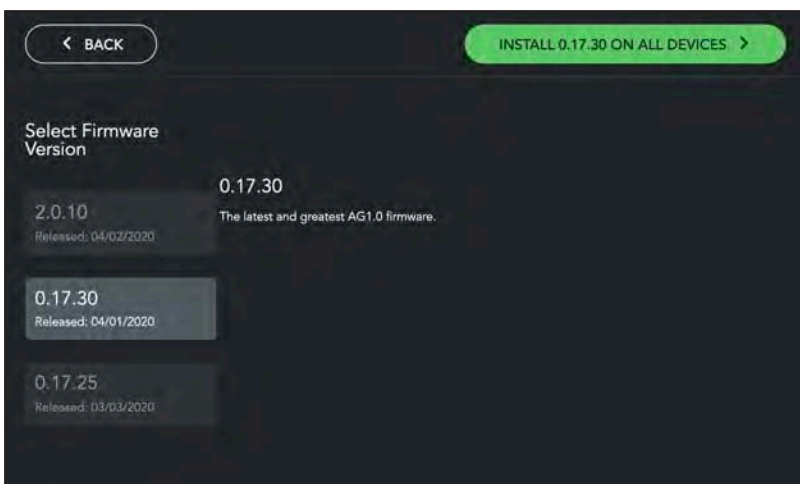 BACK
INSTALL 0.17.30 ON ALL DEVICES
Select Firmware
Version
2.0.10
Released: 04/02/2020
0.17.30
Released: 04/01/2020
0.17.25
Released: 03/03/2020
0.17.30
The latest and greatest AG1.0 firmware.